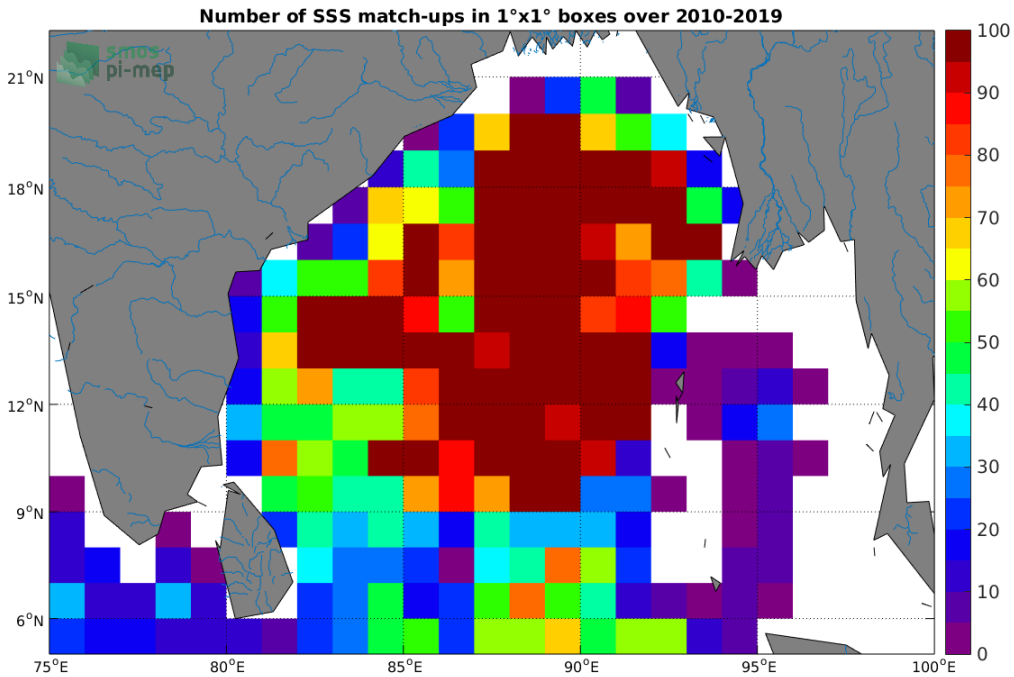 Number of SSS match-ups in 1°x1° boxes over 2010-2019
smos
pi-mep
21°N
18°N
15°N
12°N
9°N
6°N
75°E
80°E
85°E
90°E
95°E
100°E
100
90
80
70
60
50
40
30
20
10
0